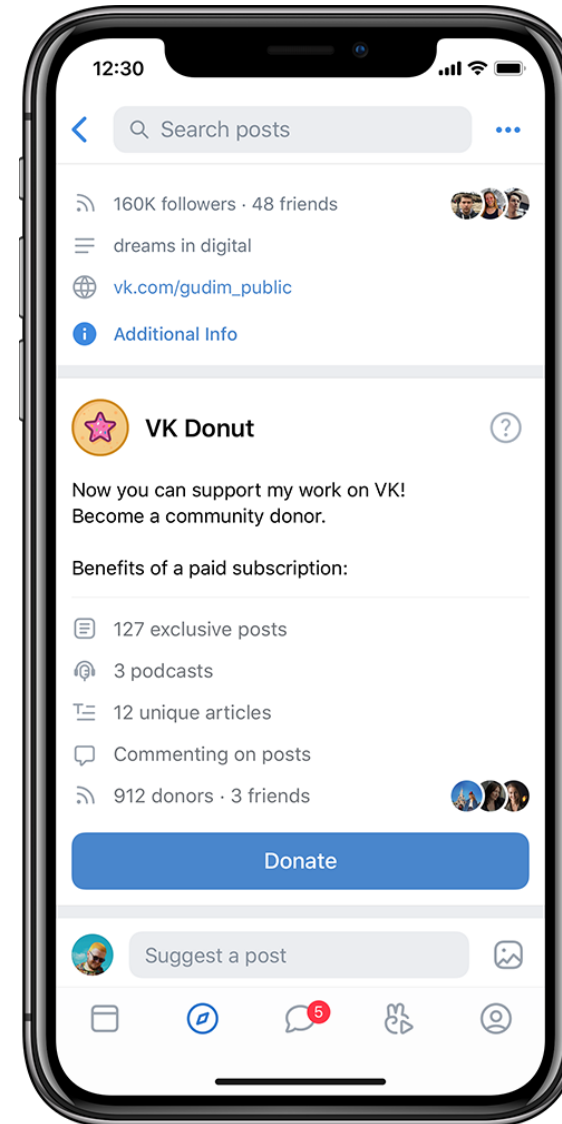 12:30
Search posts
160K followers · 48 friends
dreams in digital
vk.com/gudim_public
Additional Info
VK Donut
Now you can support my work on VK!
Become a community donor.
Benefits of a paid subscription:
127 exclusive posts
3 podcasts
12 unique articles
Commenting on posts
912 donors · 3 friends
Donate
Suggest a post
5